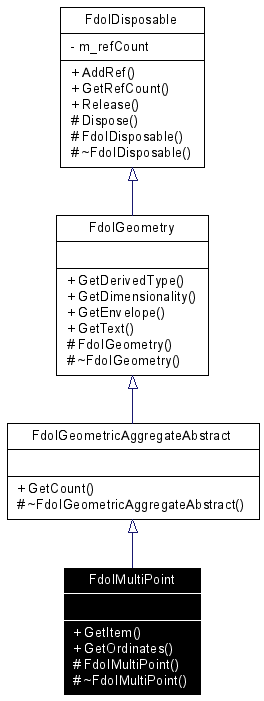 FdoIDisposable
- m_refCount
+ AddRef()
+ GetRefCount()
+ Release()
# Dispose()
# FdoIDisposable()
# ~FdoIDisposable()
FdoIGeometry
+ GetDerivedType()
+ GetDimensionality()
+ GetEnvelope()
+ GetText()
# FdoIGeometry()
# ~FdoIGeometry()
FdoIGeometricAggregateAbstract
+ GetCount()
# ~FdoIGeometricAggregateAbstract()
FdoIMultiPoint
+ GetItem()
+ GetOrdinates()
# FdoIMultiPoint()
# ~FdoIMultiPoint()